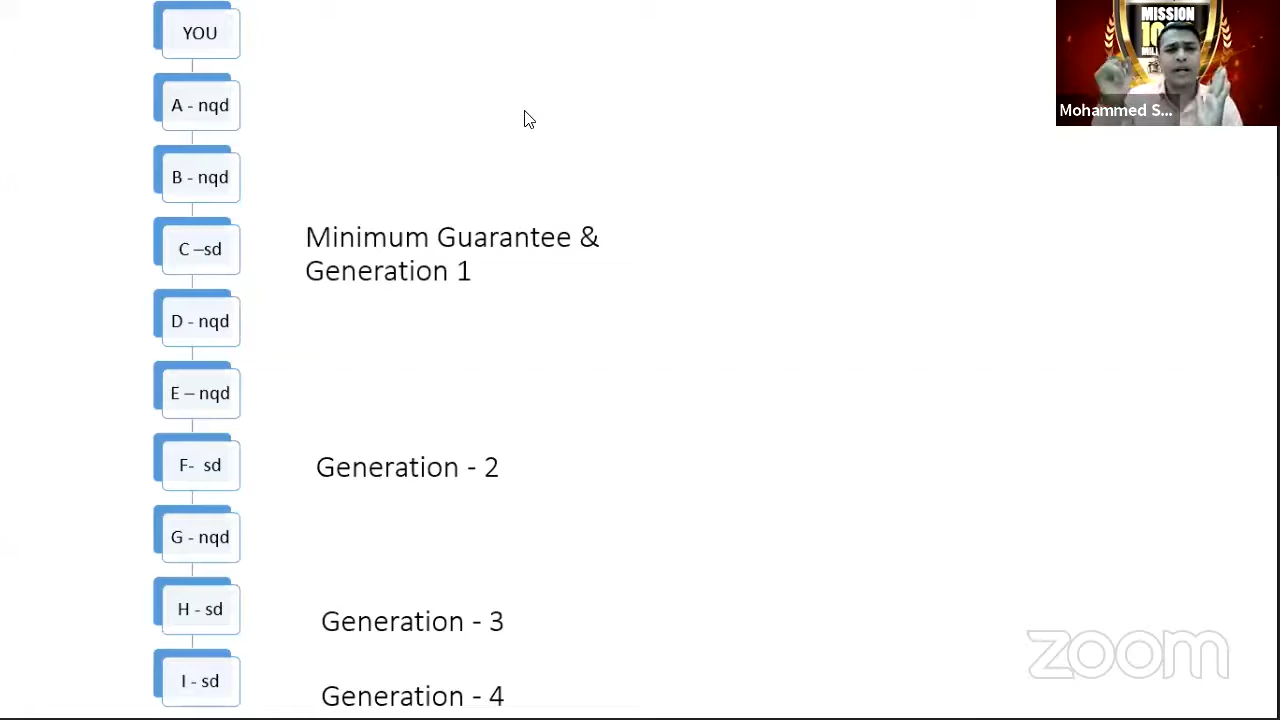 YOU
A - nqd
B - nqd
C –sd
D - nqd
E – nqd
F- sd
G - nqd
H - sd
I - sd
Minimum Guarantee &
Generation 1
Generation - 2
Generation - 3
Generation - 4
MISSION
Mohammed S...
zoom